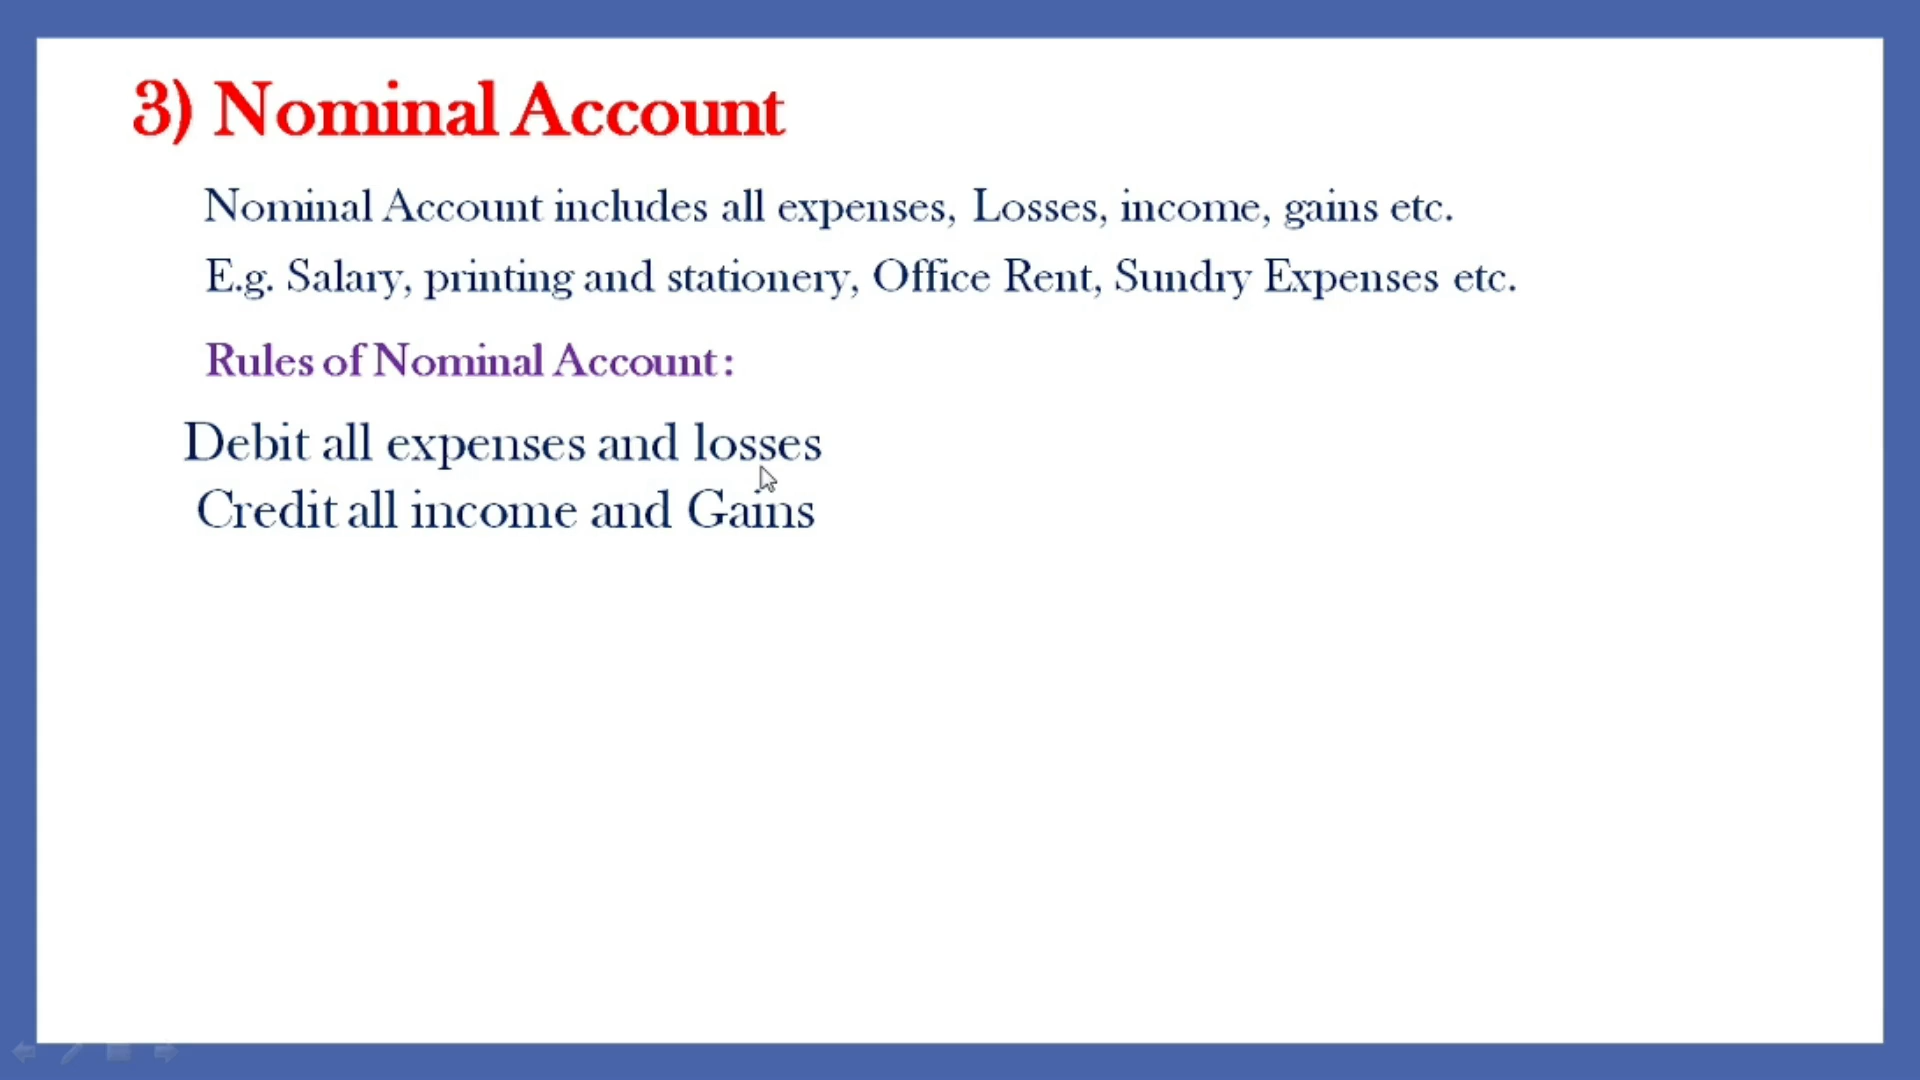 3) Nominal Account
Nominal Account includes all expenses, Losses, income, gains etc.
E.g. Salary, printing and stationery, Office Rent, Sundry Expenses etc.
Rules of Nominal Account:
Debit all expenses and losses
Credit all income and Gains